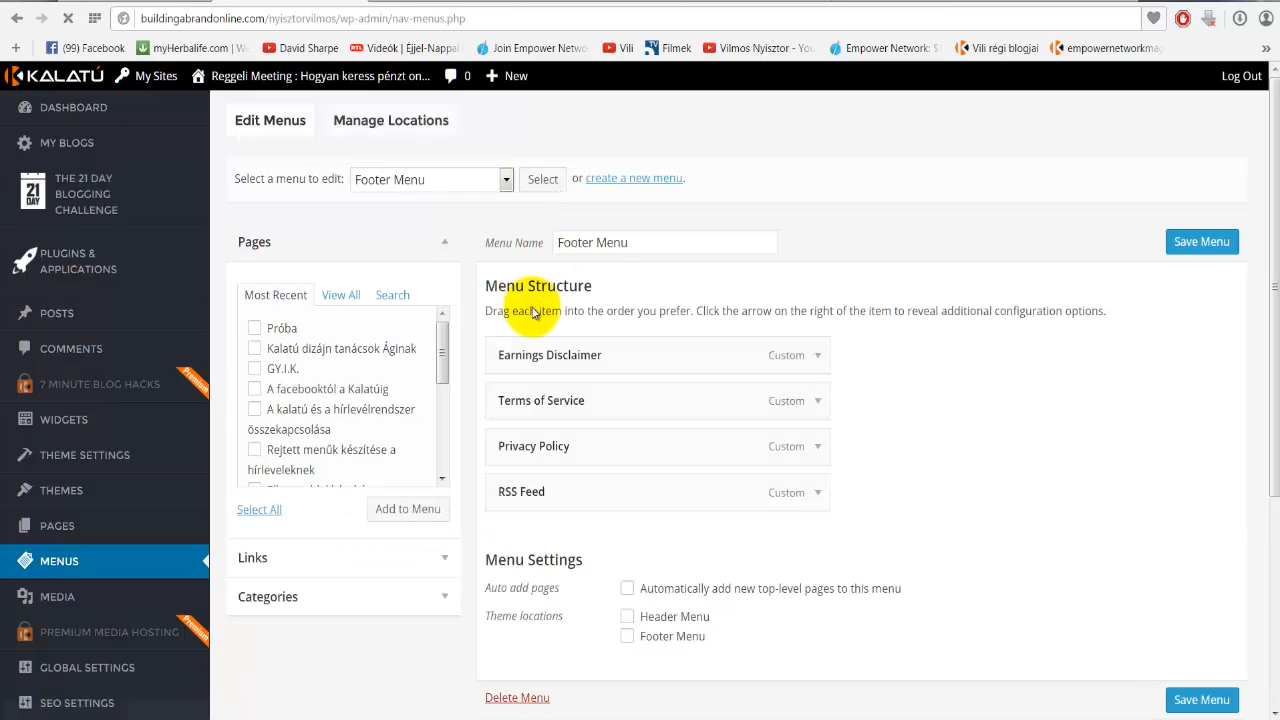 buildingabrandonline.com/nyisztorvilmos/wp-admin/nav-menus.php
(99) Facebook
myHerbalife.com | We
David Sharpe
RTL
Videók | Éjjel-Nappal
Join Empower Netwo
Vili
Filmek
Vilmos Nyisztor - You
Empower Network: S
Vili régi blogjai
empowernetworkmag
KALATÚ
My Sites
Reggeli Meeting : Hogyan keress pénzt on...
0
New
Log Out
DASHBOARD
MY BLOGS
21 DAY
THE 21 DAY
BLOGGING
CHALLENGE
PLUGINS &
APPLICATIONS
POSTS
COMMENTS
7 MINUTE BLOG HACKS
Premium
WIDGETS
THEME SETTINGS
THEMES
PAGES
MENUS
MEDIA
PREMIUM MEDIA HOSTING
Premium
GLOBAL SETTINGS
SEO SETTINGS
Edit Menus
Manage Locations
Select a menu to edit:
Footer Menu
Select
or create a new menu.
Pages
Most Recent
View All
Search
Próba
Kalatú dizájn tanácsok Áginak
GY.I.K.
A facebooktól a Kalatúig
A kalatú és a hírlevélrendszer
összekapcsolása
Rejtett menűk készítése a
hírleveleknek
Select All
Add to Menu
Links
Categories
Menu Name
Footer Menu
Save Menu
Menu Structure
Drag each item into the order you prefer. Click the arrow on the right of the item to reveal additional configuration options.
Earnings Disclaimer
Custom
Terms of Service
Custom
Privacy Policy
Custom
RSS Feed
Custom
Menu Settings
Auto add pages
Automatically add new top-level pages to this menu
Theme locations
Header Menu
Footer Menu
Delete Menu
Save Menu